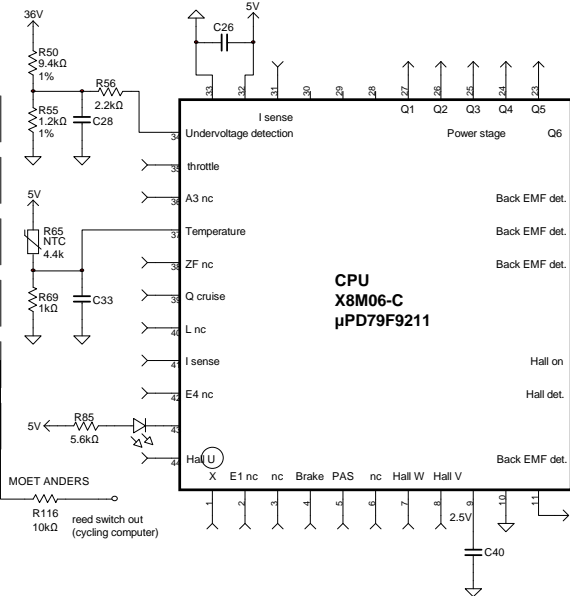 36V
R50
9.4kΩ
1%
R55
1.2kΩ
1%
R56
2.2kΩ
C28
C26
5V
33
32
31
30
29
28
27
26
25
24
23
I sense
Q1
Q2
Q3
Q4
Q5
Power stage
Q6
34
Undervoltage detection
35
throttle
36
A3 nc
Back EMF det.
5V
R65
NTC
4.4k
37
Temperature
Back EMF det.
38
ZF nc
Back EMF det.
R69
1kΩ
C33
39
Q cruise
CPU
X8M06-C
µPD79F9211
40
L nc
41
I sense
Hall on
42
E4 nc
Hall det.
5V
R85
5.6kΩ
43
44
Hall U
Back EMF det.
X
E1 nc
nc
Brake
PAS
nc
Hall W
Hall V
1
2
3
4
5
6
7
8
9
10
11
2.5V
C40
MOET ANDERS
R116
10kΩ
reed switch out
(cycling computer)